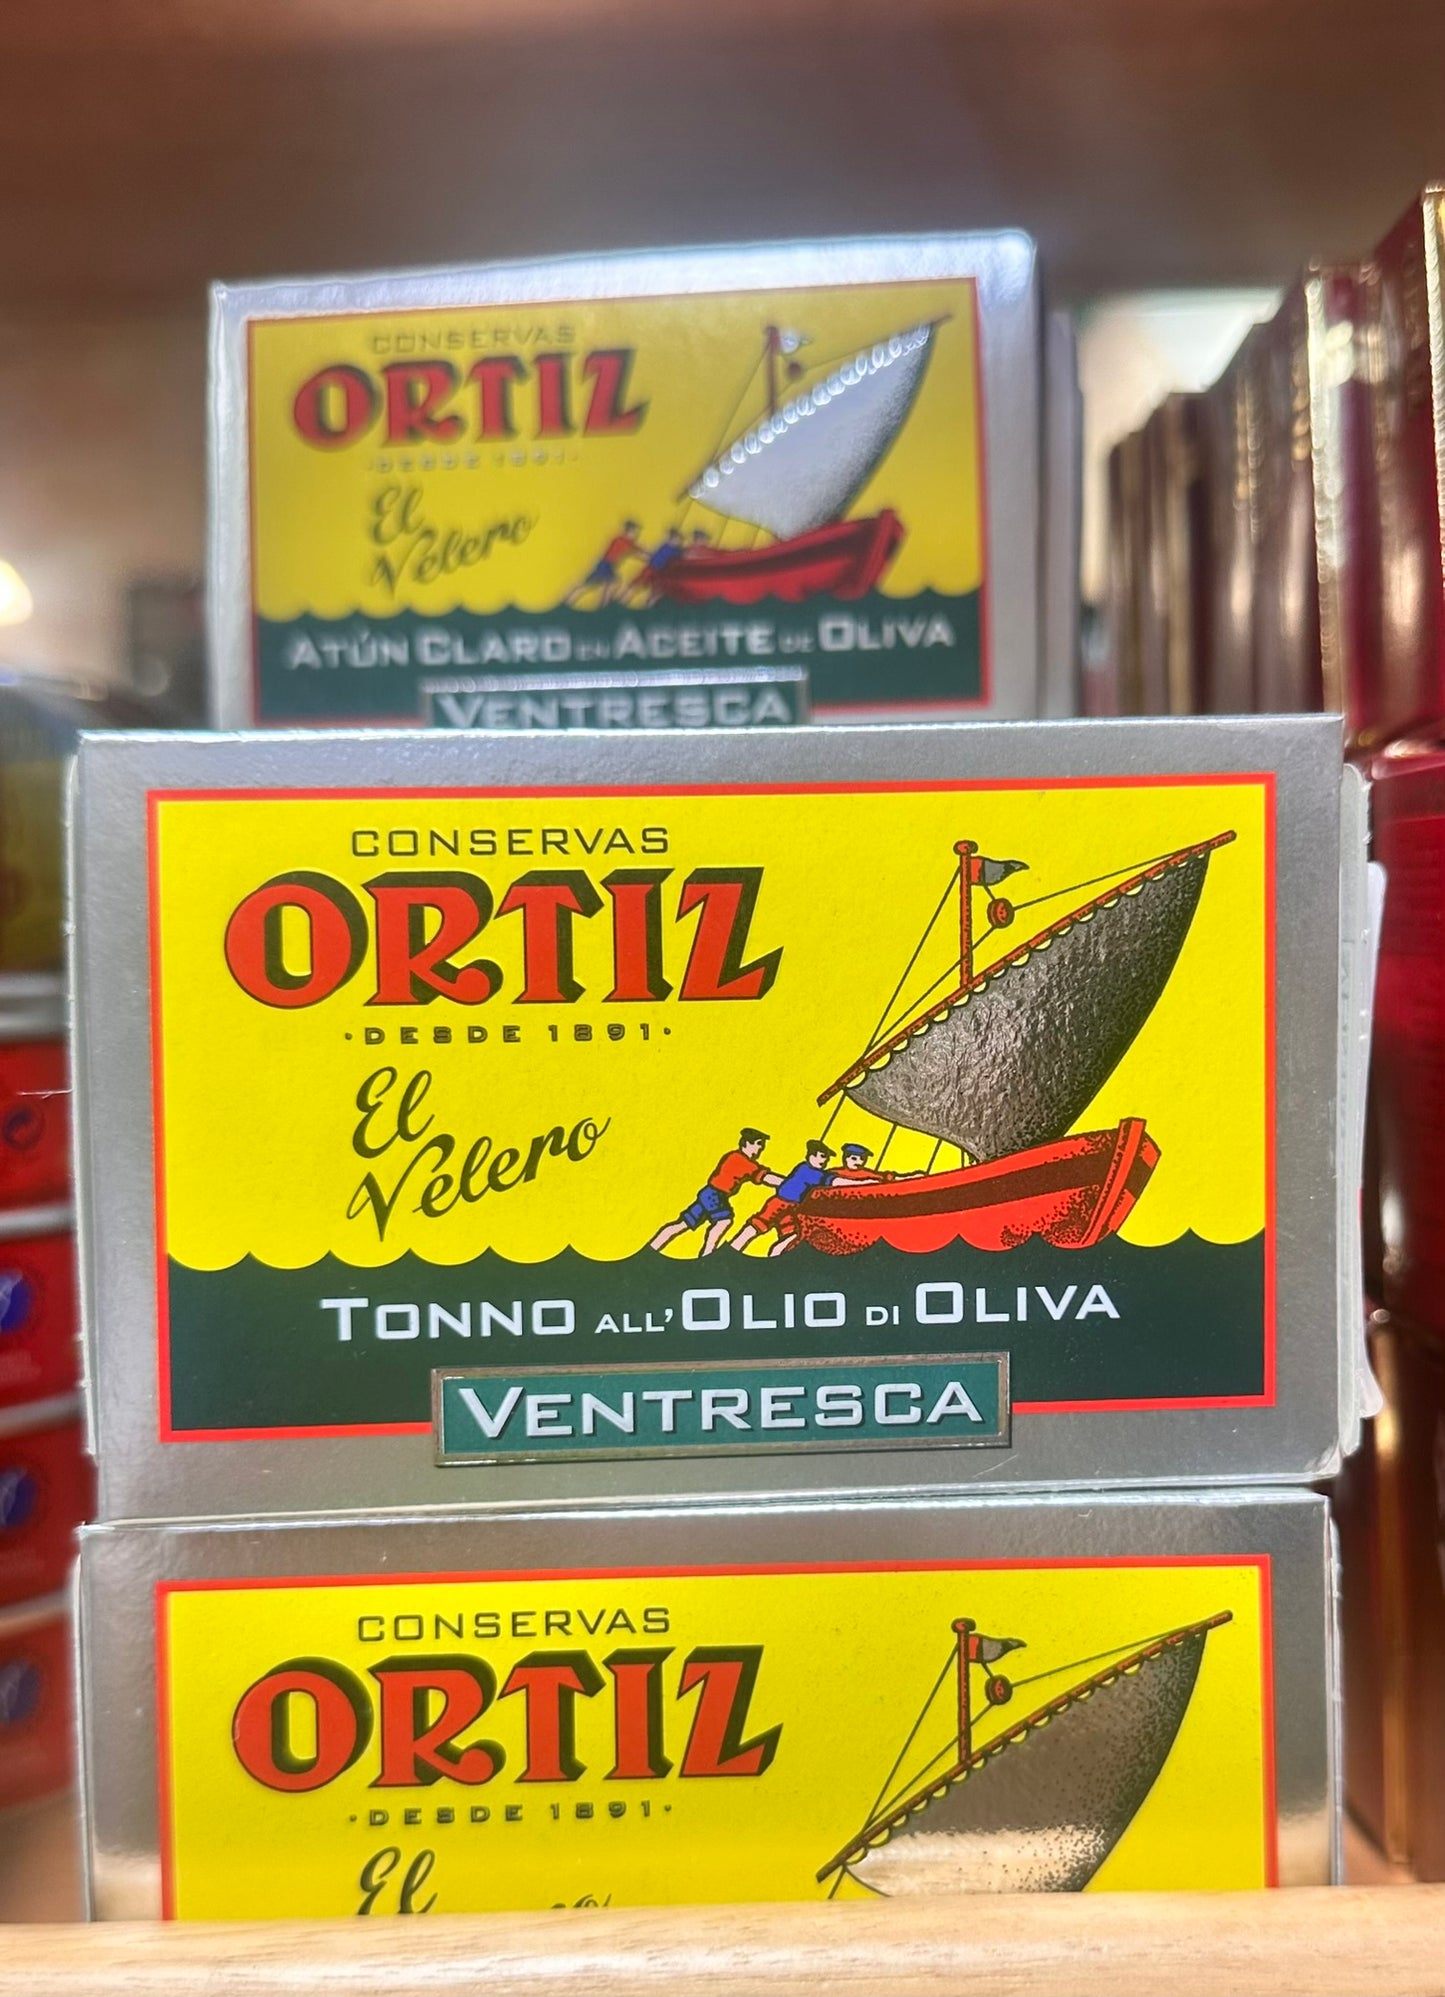 CONSERVAS
ORTIZ
·DESDE 1891·
El
Velero
ATÚN CLARO EN ACEITE DE OLIVA
VENTRESCA
CONSERVAS
ORTIZ
·DESDE 1891·
El
Velero
TONNO ALL'OLIO DI OLIVA
VENTRESCA
CONSERVAS
ORTIZ
·DESDE 1891·
El